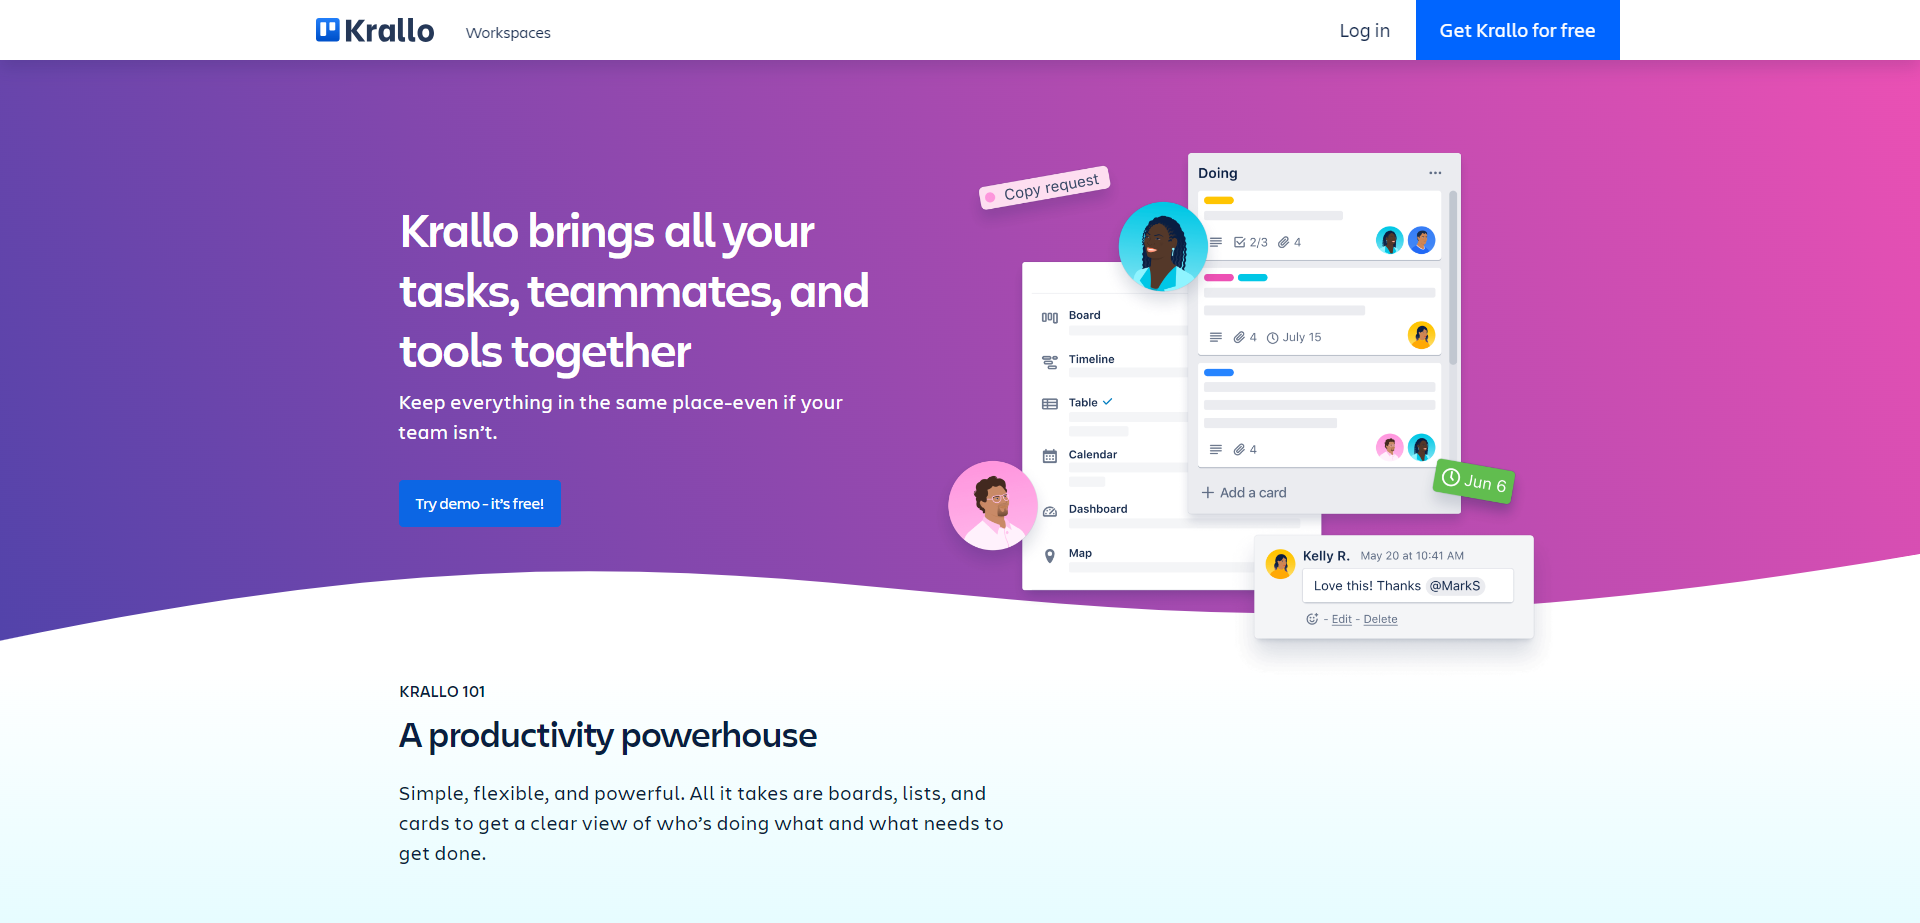 Krallo
Workspaces
Log in
Get Krallo for free
Krallo brings all your
tasks, teammates, and
tools together
Keep everything in the same place-even if your
team isn’t.
Try demo - it’s free!
Copy request
Doing
2/3
4
4
July 15
4
Add a card
Board
Timeline
Table
Calendar
Dashboard
Map
Jun 6
Kelly R.
May 20 at 10:41 AM
Love this! Thanks @MarkS
- Edit - Delete
KRALLO 101
A productivity powerhouse
Simple, flexible, and powerful. All it takes are boards, lists, and
cards to get a clear view of who’s doing what and what needs to
get done.